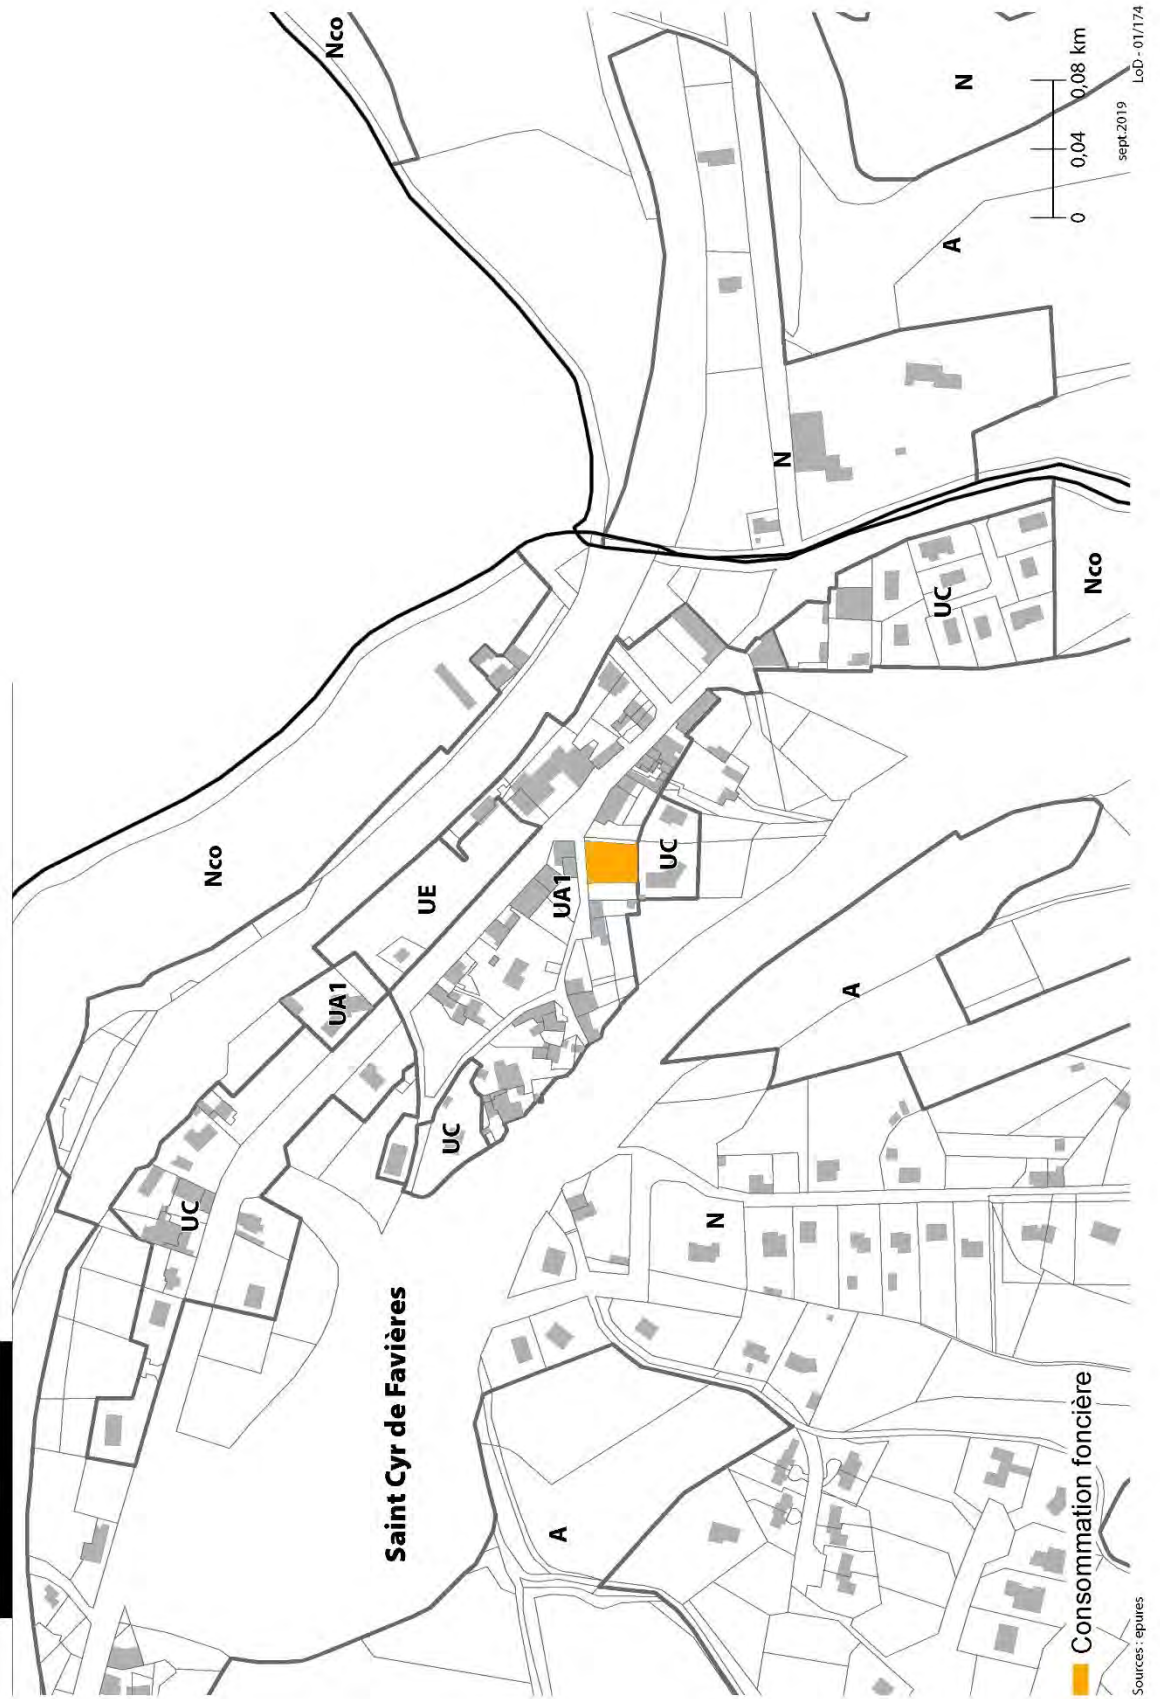 Nco
N
A
N
Nco
UC
UC
UA1
UE
Nco
A
UA1
UC
UC
N
A
Saint Cyr de Favières
Consommation foncière
Sources : epures
0 0,04 0,08 km
sept.2019
LoD - 01/174